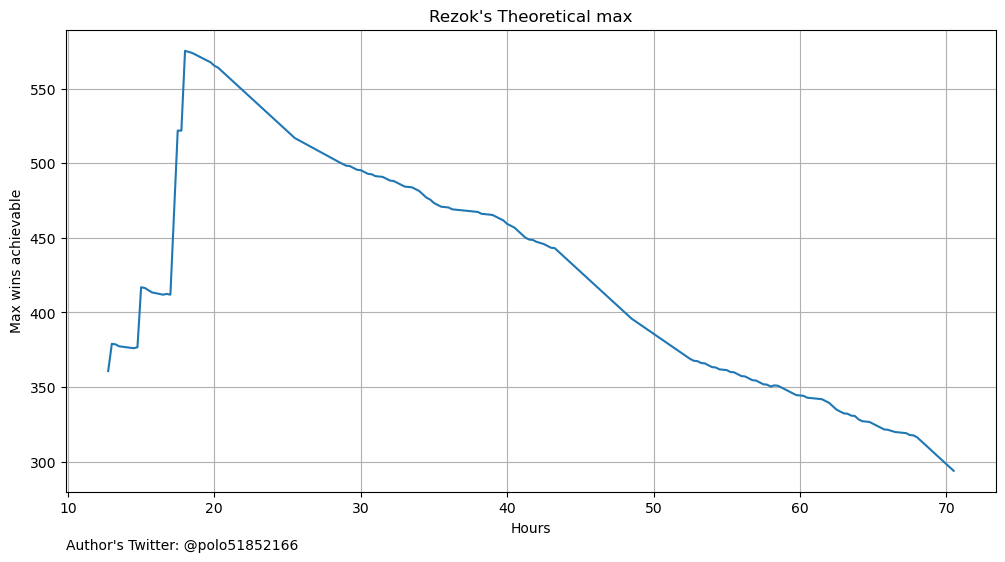 Rezok's Theoretical max
Max wins achievable
550
500
450
400
350
300
10 20 30 40 50 60 70
Hours
Author's Twitter: @polo51852166